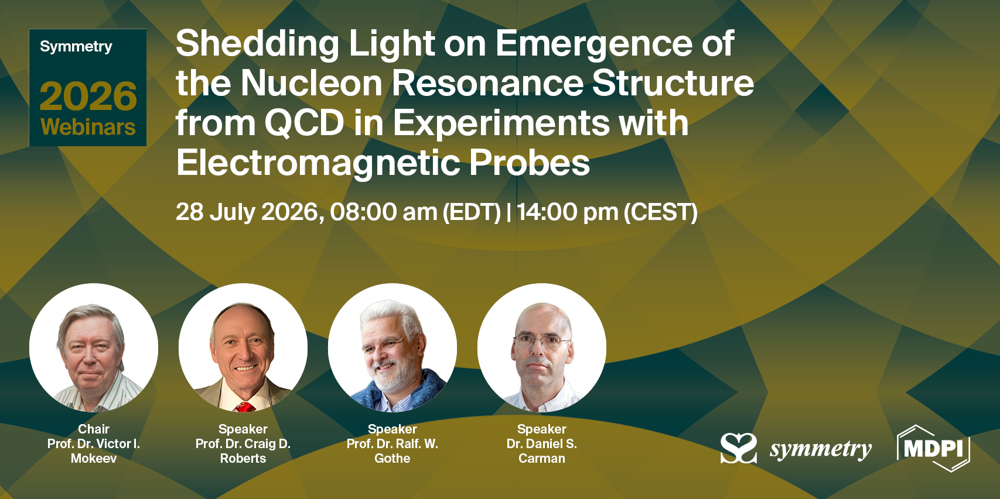 Symmetry
2026
Webinars
Shedding Light on Emergence of
the Nucleon Resonance Structure
from QCD in Experiments with
Electromagnetic Probes
28 July 2026, 08:00 am (EDT) | 14:00 pm (CEST)
Chair
Prof. Dr. Victor I.
Mokeev
Speaker
Prof. Dr. Craig D.
Roberts
Speaker
Prof. Dr. Ralf. W.
Gothe
Speaker
Dr. Daniel S.
Carman
symmetry
MDPI